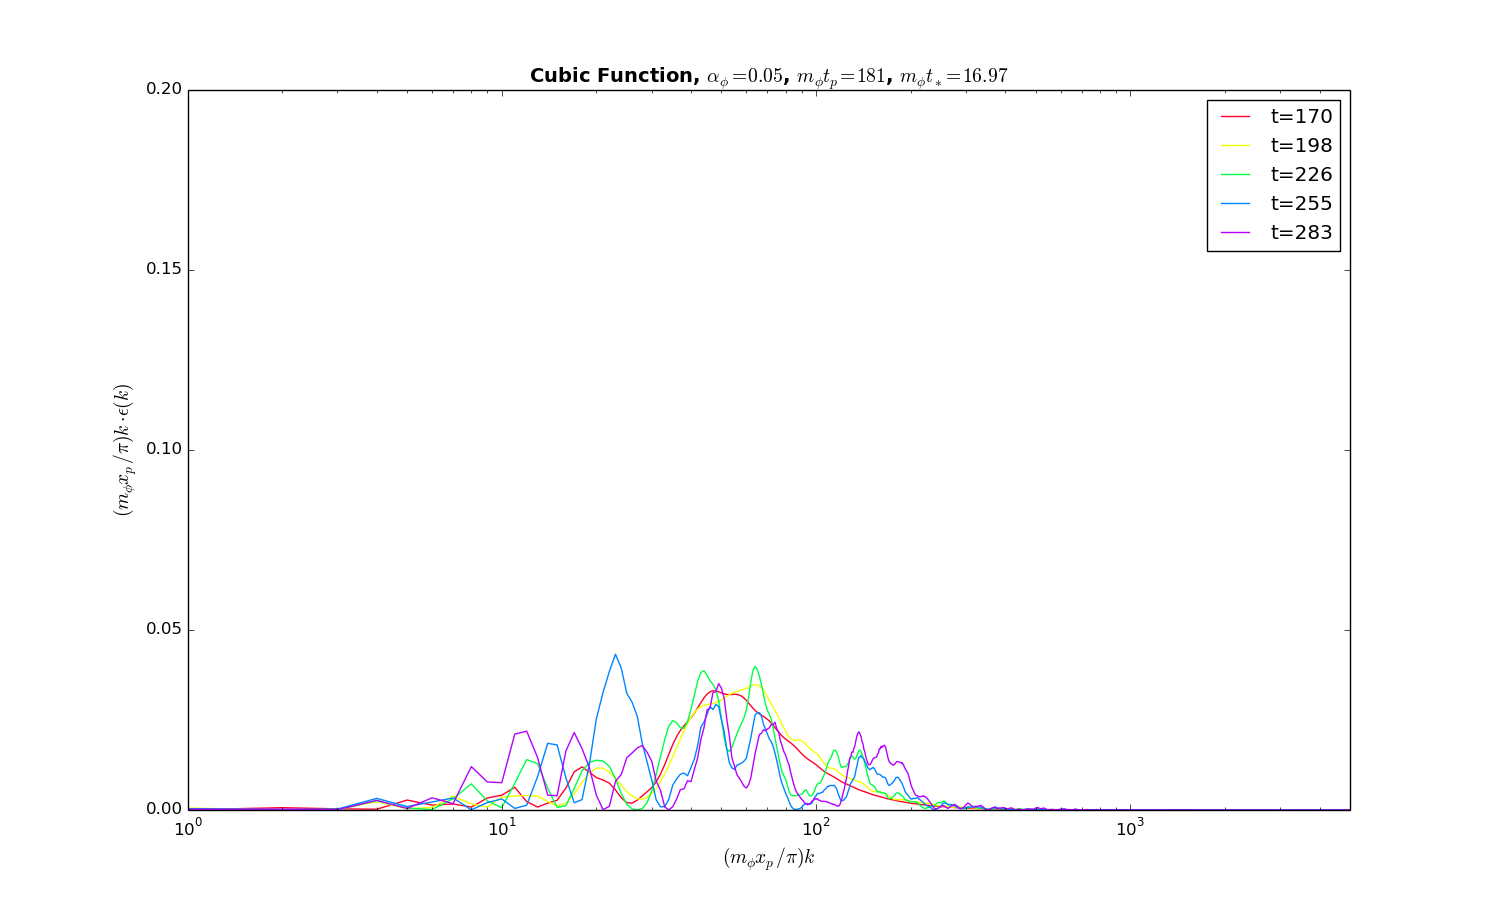 Cubic Function, α_ϕ=0.05, m_ϕt_p=181, m_ϕt_*=16.97
0.20
0.15
0.10
0.05
0.00
(m_ϕx_p/π)k·ϵ(k)
t=170
t=198
t=226
t=255
t=283
10^0
10^1
10^2
10^3
(m_ϕx_p/π)k